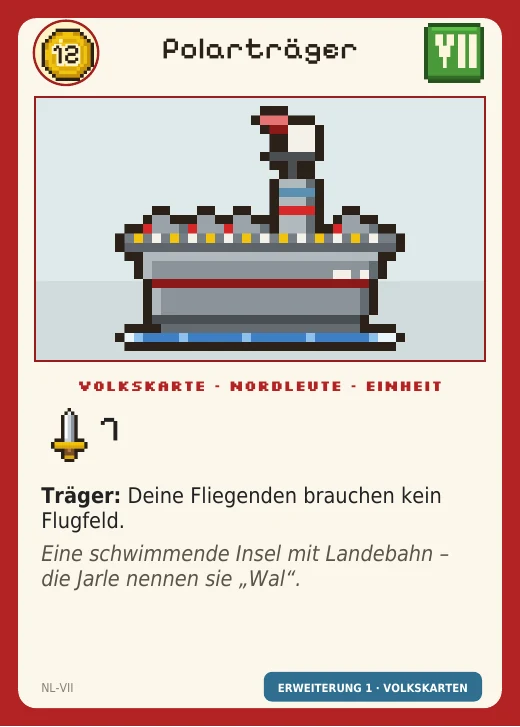 12
Polarträger
VII
VOLKSKARTE · NORDLEUTE · EINHEIT
7
Träger: Deine Fliegenden brauchen kein
Flugfeld.
Eine schwimmende Insel mit Landebahn –
die Jarle nennen sie „Wal“.
NL-VII
ERWEITERUNG 1 · VOLKSKARTEN